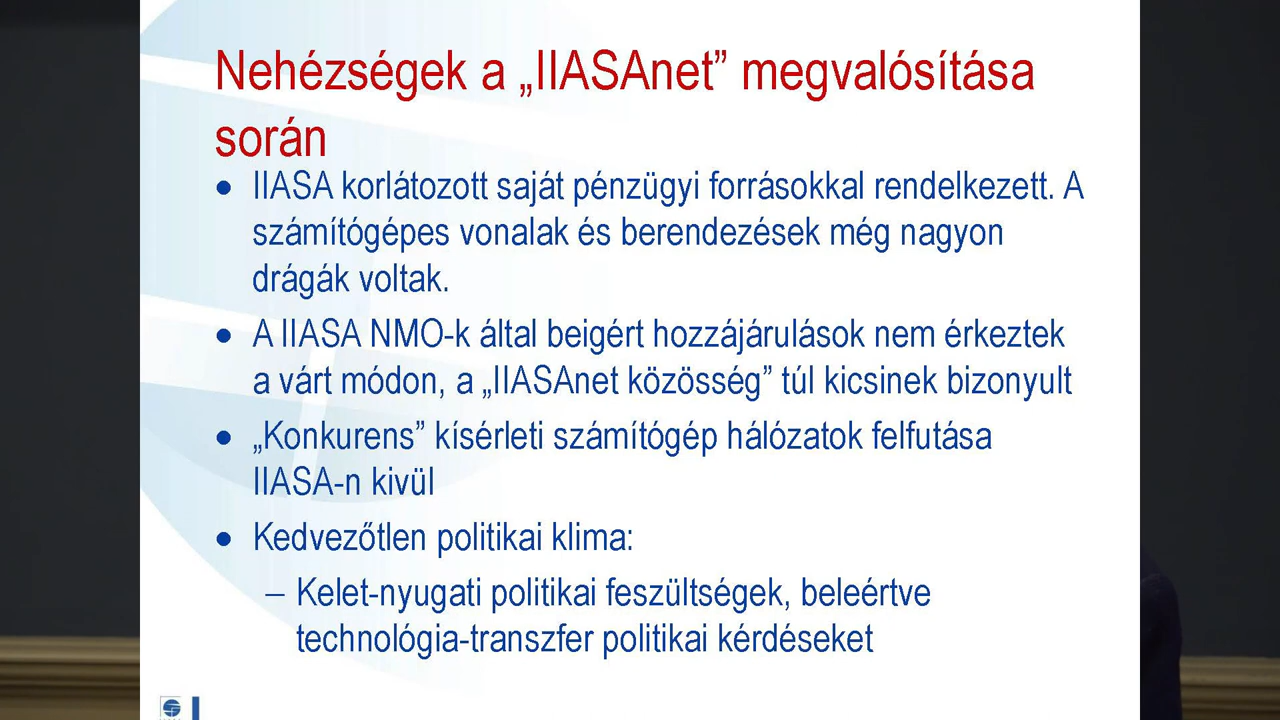 Nehézségek a „IIASAnet” megvalósítása
során
• IIASA korlátozott saját pénzügyi forrásokkal rendelkezett. A
számítógépes vonalak és berendezések még nagyon
drágák voltak.
• A IIASA NMO-k által beigért hozzájárulások nem érkeztek
a várt módon, a „IIASAnet közösség” túl kicsinek bizonyult
• „Konkurens” kísérleti számítógép hálózatok felfutása
IIASA-n kivül
• Kedvezőtlen politikai klima:
– Kelet-nyugati politikai feszültségek, beleértve
technológia-transzfer politikai kérdéseket